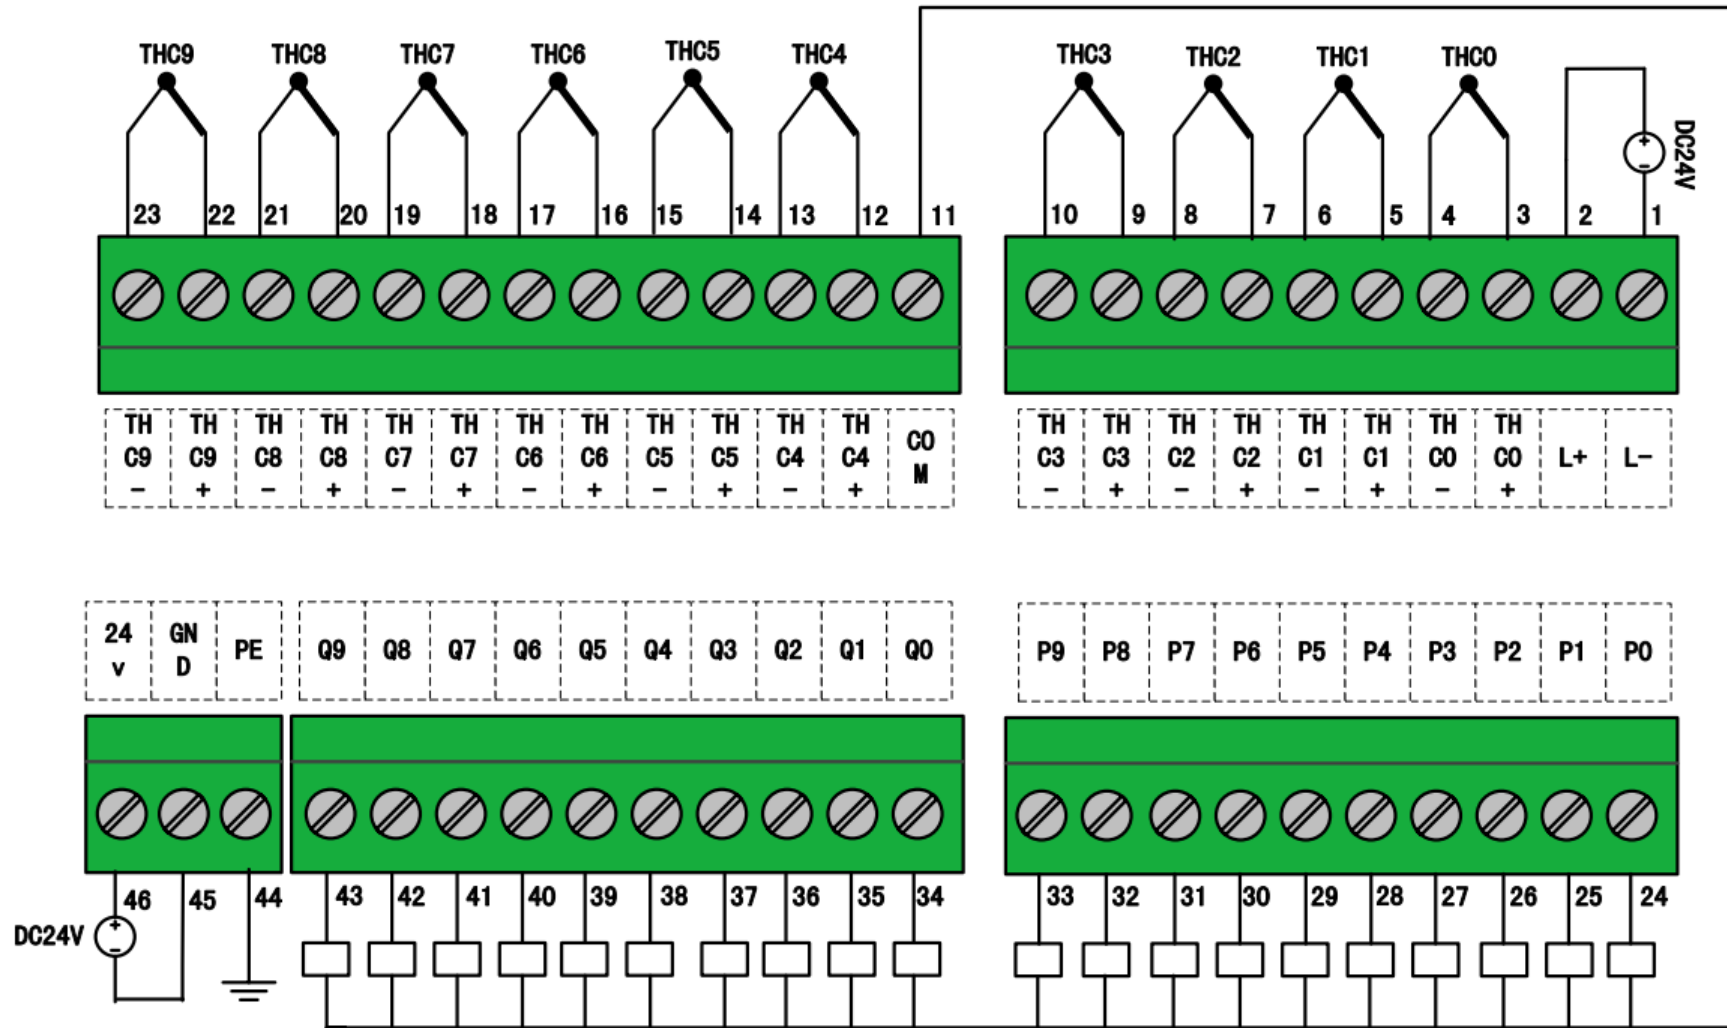 THC9 THC8 THC7 THC6 THC5 THC4 THC3 THC2 THC1 THC0
DC24V
+
-
23 22 21 20 19 18 17 16 15 14 13 12 11 10 9 8 7 6 5 4 3 2 1
TH TH TH TH TH TH TH TH TH TH TH TH CO TH TH TH TH TH TH TH TH
C9 C9 C8 C8 C7 C7 C6 C6 C5 C5 C4 C4 M C3 C3 C2 C2 C1 C1 C0 C0 L+ L-
- + - + - + - + - + - + - + - + - + - +
24 GN PE Q9 Q8 Q7 Q6 Q5 Q4 Q3 Q2 Q1 Q0 P9 P8 P7 P6 P5 P4 P3 P2 P1 P0
v D
46 45 44 43 42 41 40 39 38 37 36 35 34 33 32 31 30 29 28 27 26 25 24
DC24V
+
-